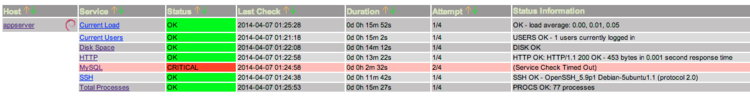 Host Service Status Last Check Duration Attempt Status Information
appserver Current Load OK 2014-04-07 01:25:28 0d 0h 15m 52s 1/4 OK - load average: 0.00, 0.01, 0.05
Current Users OK 2014-04-07 01:21:18 0d 0h 15m 2s 1/4 USERS OK - 1 users currently logged in
Disk Space OK 2014-04-07 01:22:08 0d 0h 14m 12s 1/4 DISK OK
HTTP OK 2014-04-07 01:22:58 0d 0h 13m 22s 1/4 HTTP OK: HTTP/1.1 200 OK - 453 bytes in 0.001 second response time
MySQL CRITICAL 2014-04-07 01:24:58 0d 0h 2m 32s 2/4 (Service Check Timed Out)
SSH OK 2014-04-07 01:24:38 0d 0h 11m 42s 1/4 SSH OK - OpenSSH_5.9p1 Debian-5ubuntu1.1 (protocol 2.0)
Total Processes OK 2014-04-07 01:25:53 0d 0h 15m 27s 1/4 PROCS OK: 77 processes